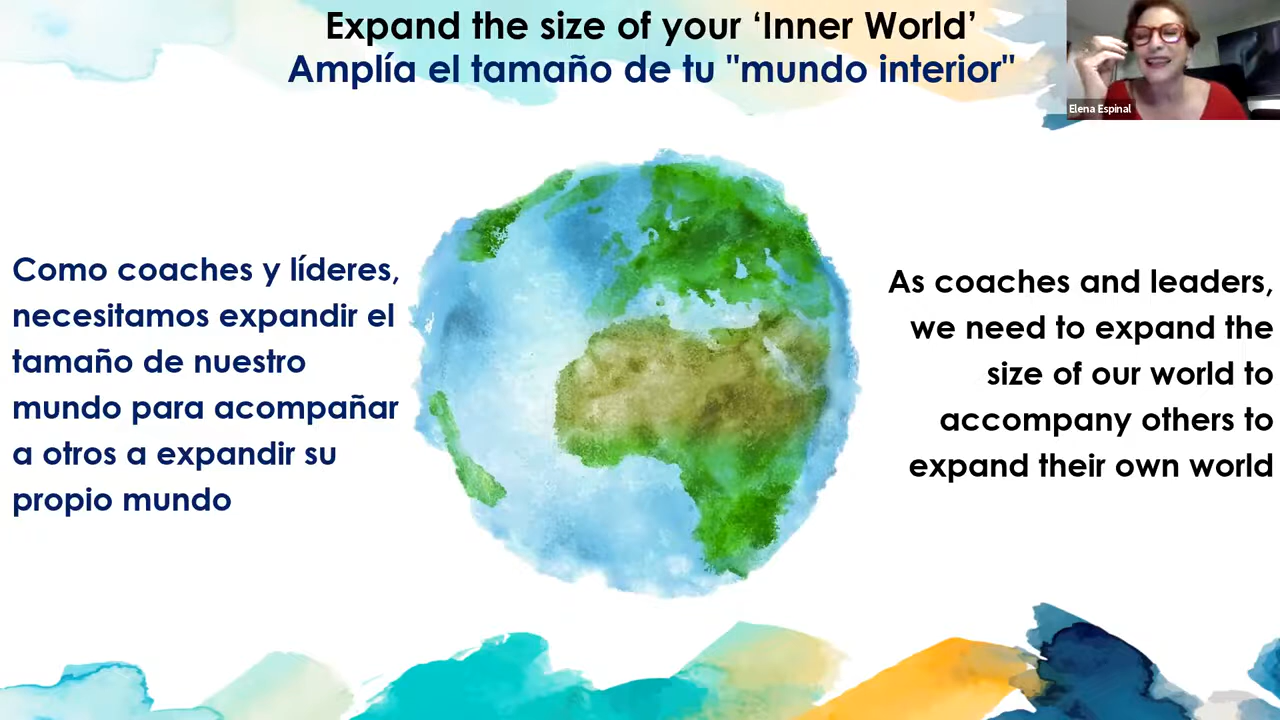 Expand the size of your ‘Inner World’
Amplía el tamaño de tu "mundo interior"
Elena Espinal
Como coaches y líderes,
necesitamos expandir el
tamaño de nuestro
mundo para acompañar
a otros a expandir su
propio mundo
As coaches and leaders,
we need to expand the
size of our world to
accompany others to
expand their own world